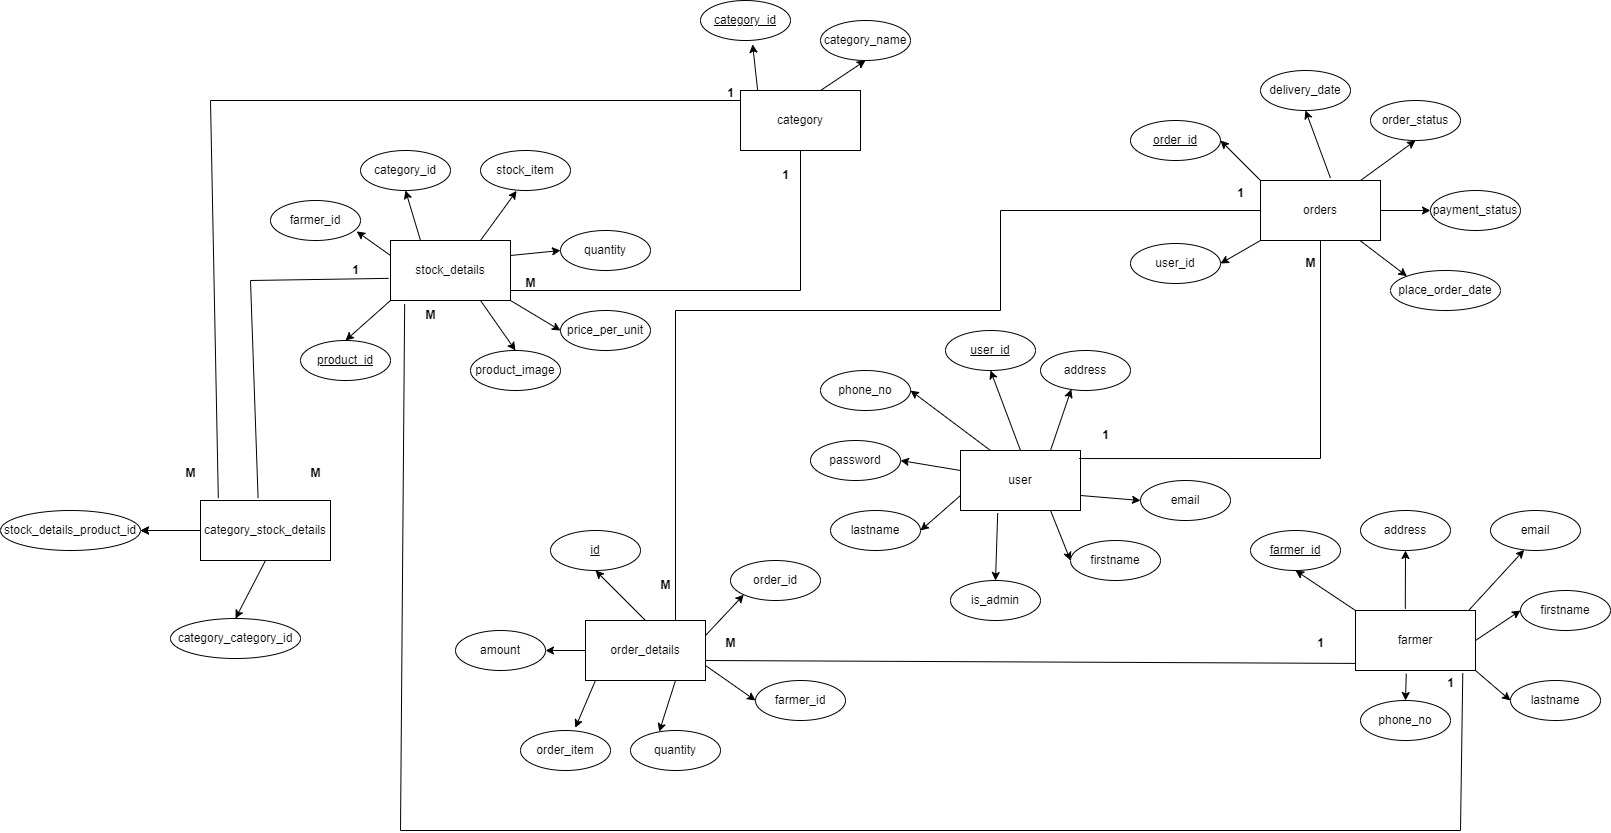 category_id
category_name
1
category
1
delivery_date
order_status
order_id
payment_status
1
orders
user_id
M
place_order_date
category_id
stock_item
farmer_id
quantity
1
stock_details
M
M
price_per_unit
product_id
product_image
user_id
address
phone_no
1
password
user
email
lastname
firstname
is_admin
M
M
stock_details_product_id
category_stock_details
category_category_id
id
order_id
M
amount
order_details
M
farmer_id
order_item
quantity
farmer_id
address
email
firstname
1
farmer
1
lastname
phone_no